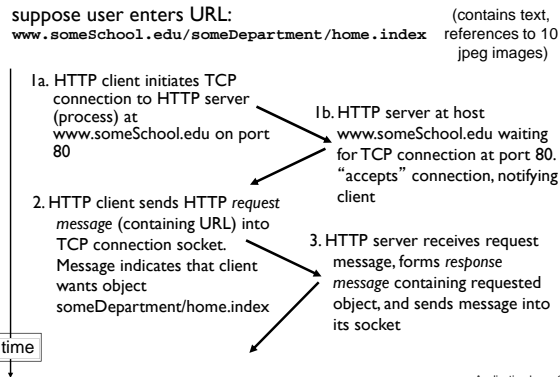 suppose user enters URL:
www.someSchool.edu/someDepartment/home.index
(contains text,
references to 10
jpeg images)
1a. HTTP client initiates TCP
connection to HTTP server
(process) at
www.someSchool.edu on port
80
1b. HTTP server at host
www.someSchool.edu waiting
for TCP connection at port 80.
“accepts” connection, notifying
client
2. HTTP client sends HTTP request
message (containing URL) into
TCP connection socket.
Message indicates that client
wants object
someDepartment/home.index
3. HTTP server receives request
message, forms response
message containing requested
object, and sends message into
its socket
time